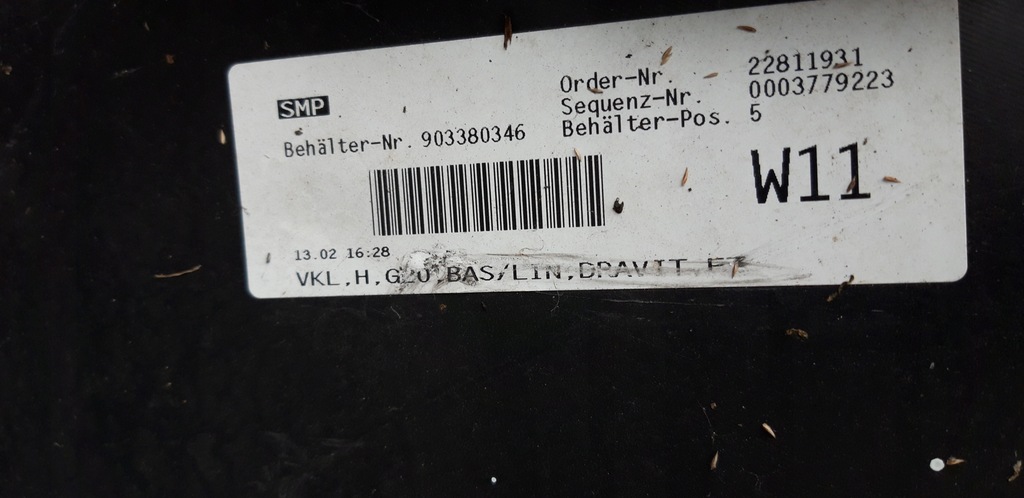 SMP
Order-Nr. 22811931
Sequenz-Nr. 0003779223
Behälter-Pos. 5
Behälter-Nr. 903380346
W11
13.02 16:28
VKL,H,G20,BAS/LIN,DRAVIT